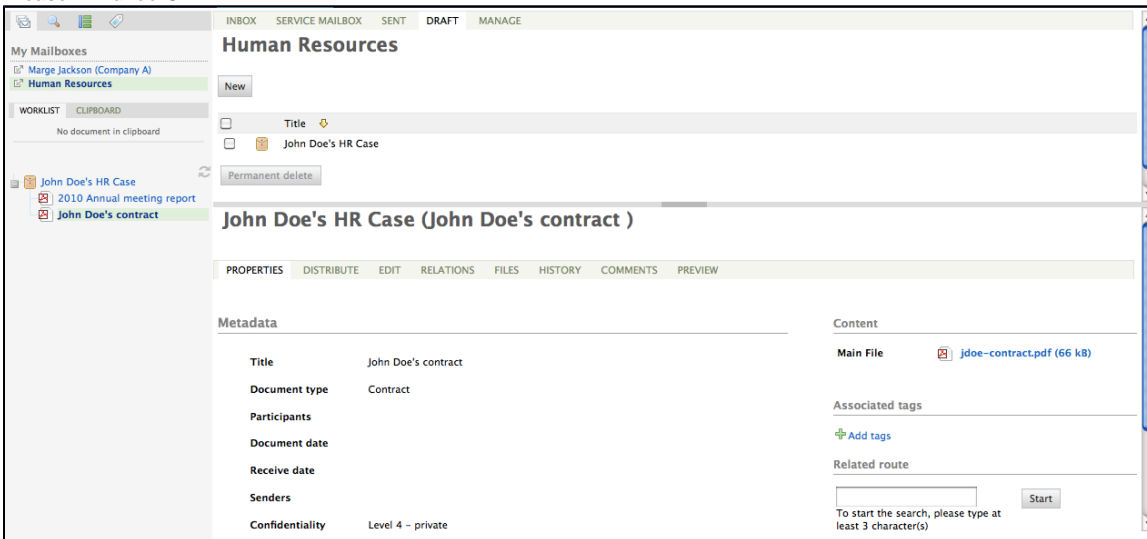 INBOX SERVICE MAILBOX SENT DRAFT MANAGE
My Mailboxes
Marge Jackson (Company A)
Human Resources
WORKLIST CLIPBOARD
No document in clipboard
John Doe's HR Case
2010 Annual meeting report
John Doe's contract
Human Resources
New
Title
John Doe's HR Case
Permanent delete
John Doe's HR Case (John Doe's contract )
PROPERTIES DISTRIBUTE EDIT RELATIONS FILES HISTORY COMMENTS PREVIEW
Metadata
Title John Doe's contract
Document type Contract
Participants
Document date
Receive date
Senders
Confidentiality Level 4 – private
Content
Main File jdoe-contract.pdf (66 kB)
Associated tags
Add tags
Related route
Start
To start the search, please type at
least 3 character(s)